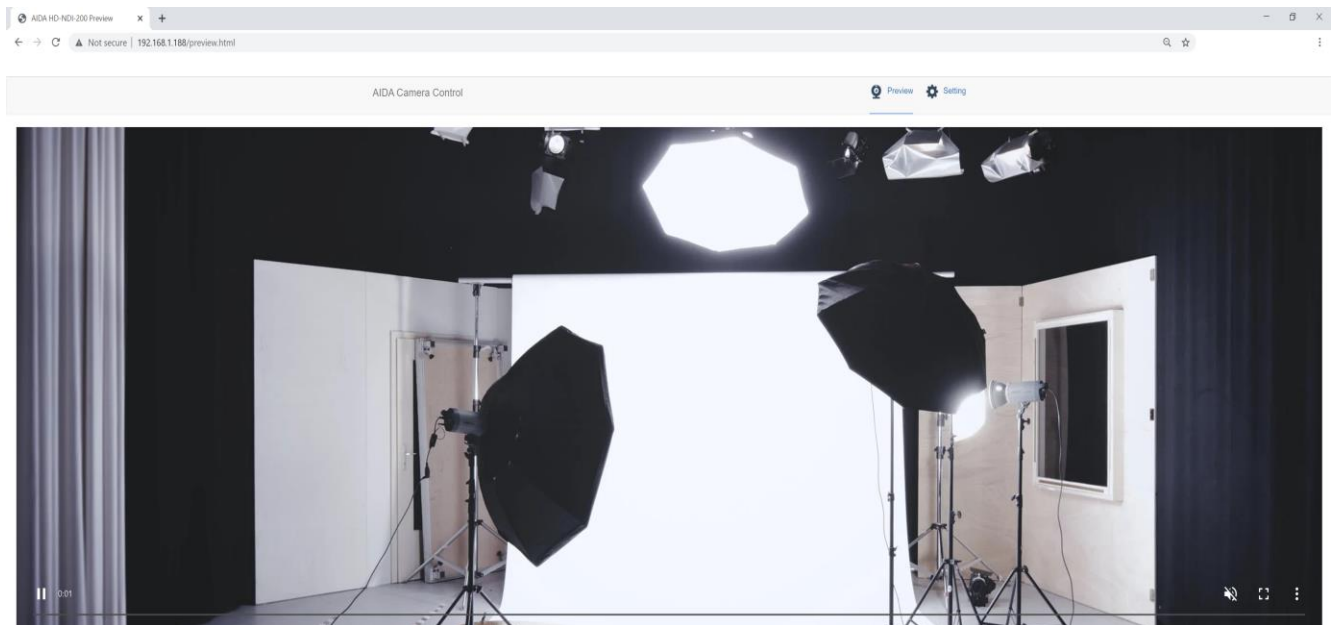 AIDA HD-NDI-200 Preview
Not secure | 192.168.1.188/preview.html
AIDA Camera Control Preview Setting
0:01